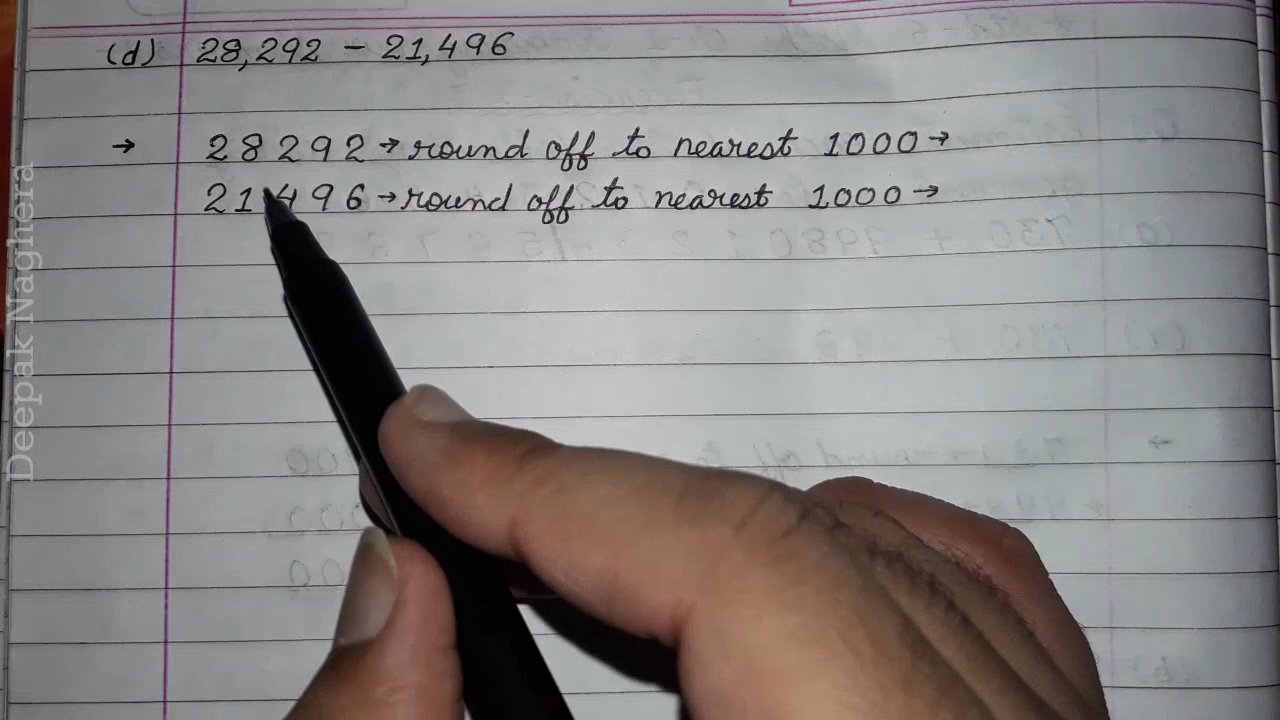 (d) 28,292 – 21,496
→ 28292 → round off to nearest 1000 →
21496 → round off to nearest 1000 →
Deepak Naghera